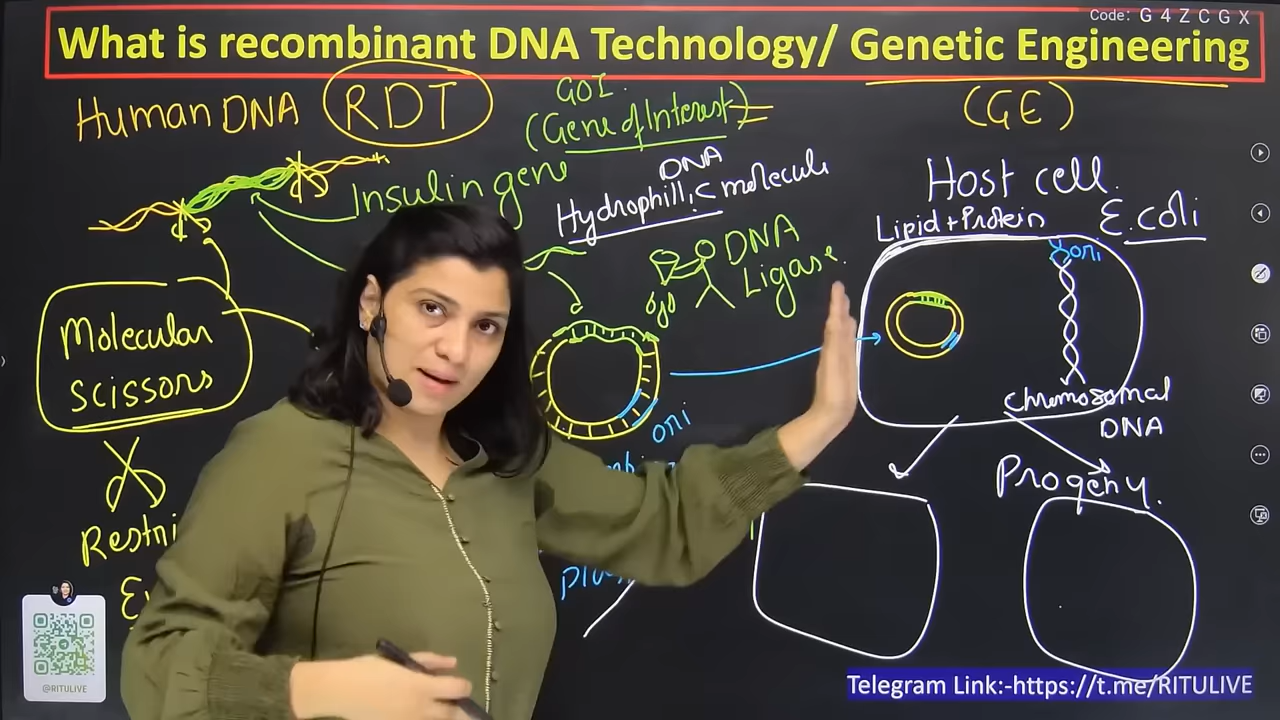 Code: G 4 Z C G X
What is recombinant DNA Technology/ Genetic Engineering
Human DNA
RDT
GOI.
(Gene of Interest)
(GE)
Insulin gene
DNA
Hydrophillic molecule
DNA
Ligase.
Host cell.
Lipid + Protein
E.coli
ori
Molecular
scissors
ori
chromosomal
DNA
Progeny.
Restri
@RITULIVE
Telegram Link:-https://t.me/RITULIVE